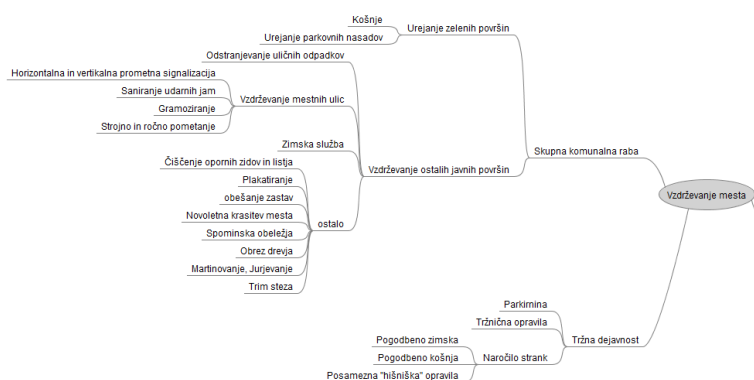 Košnje
Urejanje zelenih površin
Urejanje parkovnih nasadov
Odstranjevanje uličnih odpadkov
Horizontalna in vertikalna prometna signalizacija
Saniranje udarnih jam
Vzdrževanje mestnih ulic
Gramoziranje
Strojno in ročno pometanje
Zimska služba
Skupna komunalna raba
Čiščenje opornih zidov in listja
Vzdrževanje ostalih javnih površin
Plakatiranje
obešanje zastav
Vzdrževanje mesta
Novoletna krasitev mesta
ostalo
Spominska obeležja
Obrez drevja
Martinovanje, Jurjevanje
Trim steza
Parkirnina
Tržnična opravila
Tržna dejavnost
Pogodbeno zimska
Pogodbeno košnja
Naročilo strank
Posamezna "hišniška" opravila